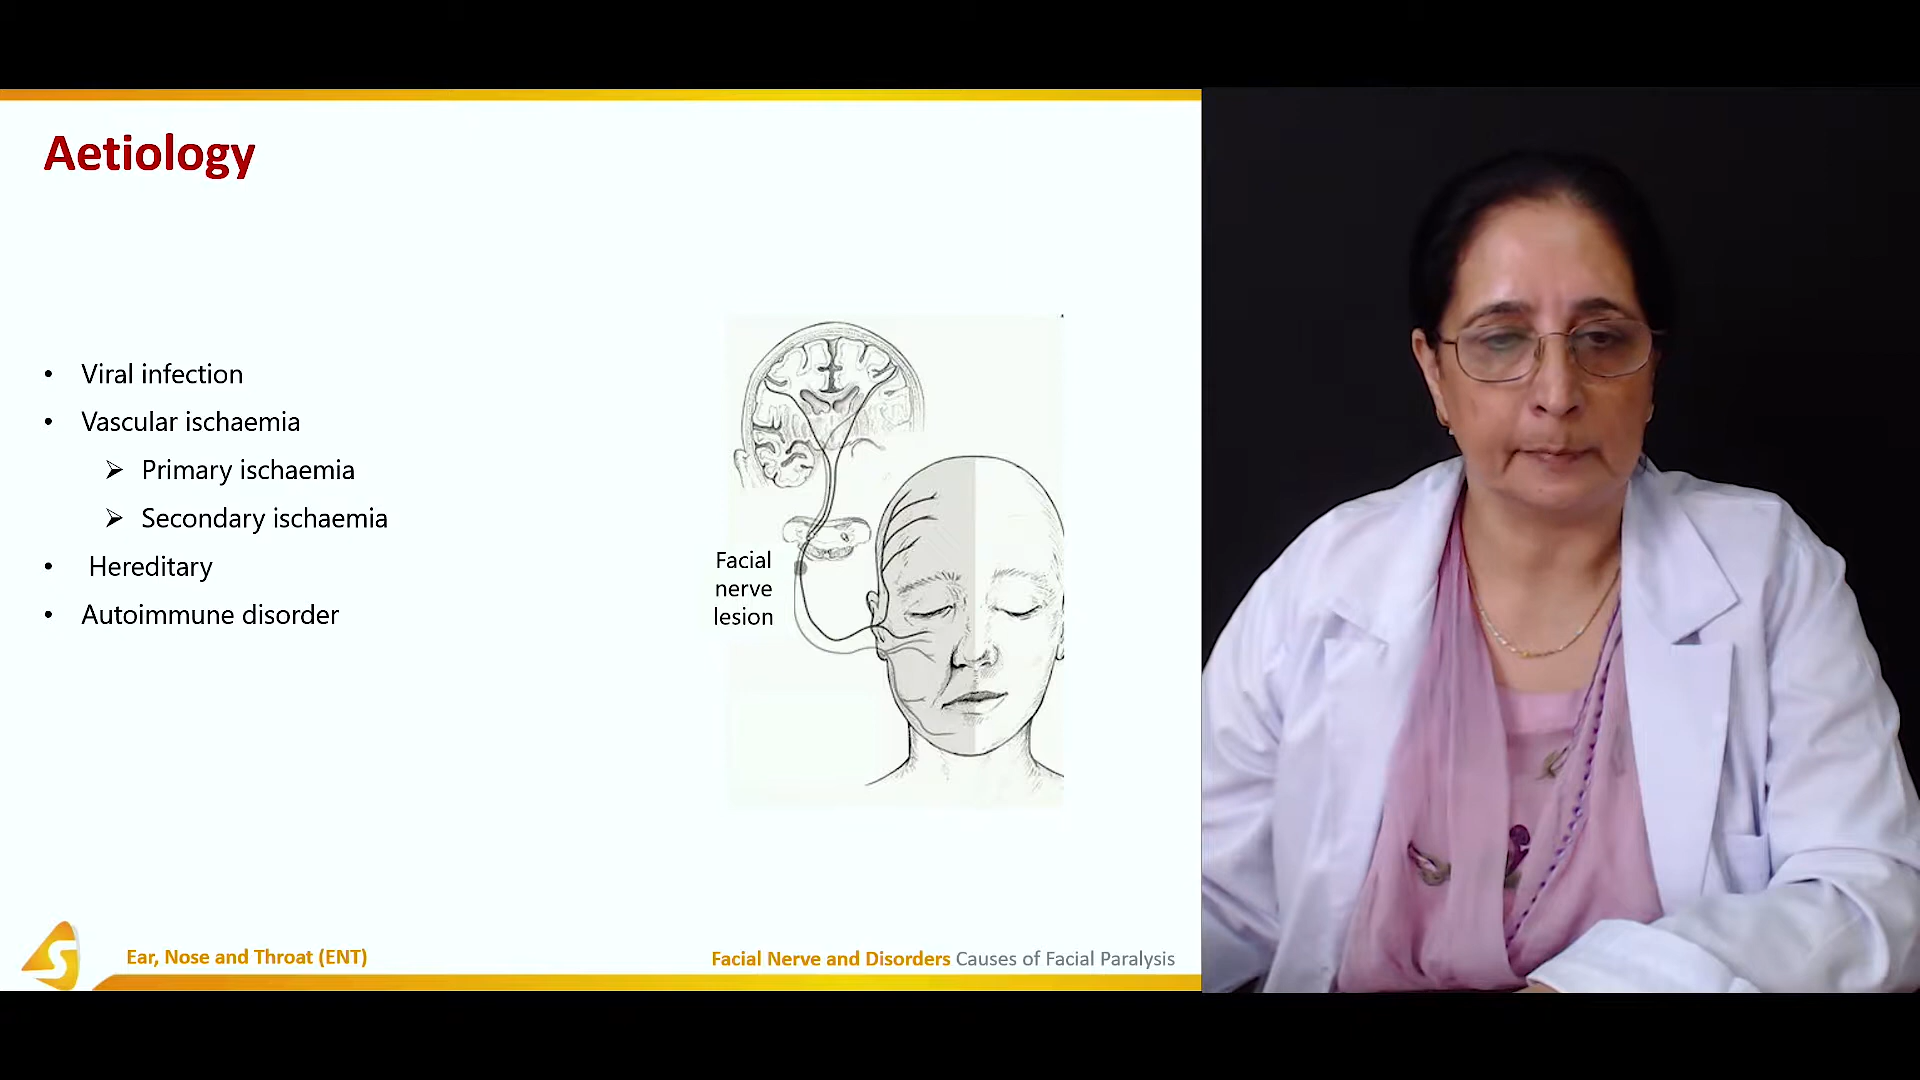 Aetiology
• Viral infection
• Vascular ischaemia
➢ Primary ischaemia
➢ Secondary ischaemia
• Hereditary
• Autoimmune disorder
Facial
nerve
lesion
S
Ear, Nose and Throat (ENT)
Facial Nerve and Disorders Causes of Facial Paralysis